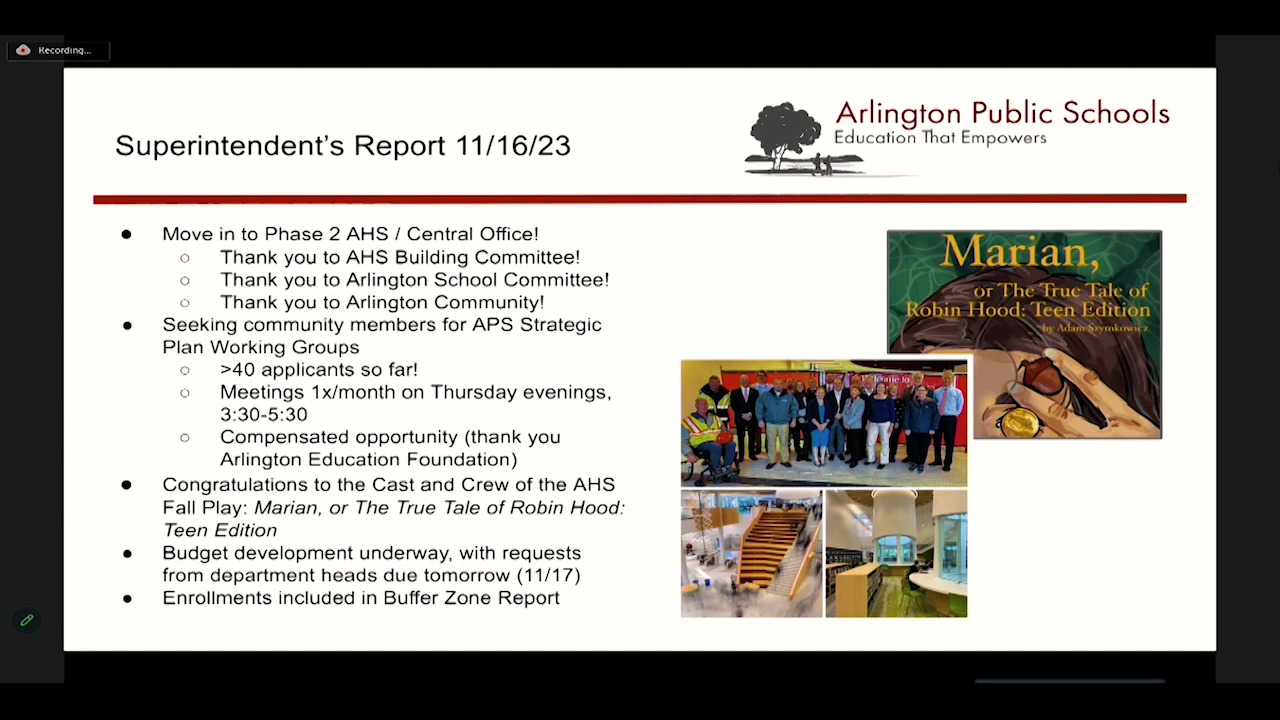 Recording...
Superintendent's Report 11/16/23
Arlington Public Schools
Education That Empowers
● Move in to Phase 2 AHS / Central Office!
○ Thank you to AHS Building Committee!
○ Thank you to Arlington School Committee!
○ Thank you to Arlington Community!
● Seeking community members for APS Strategic
Plan Working Groups
○ >40 applicants so far!
○ Meetings 1x/month on Thursday evenings,
3:30-5:30
○ Compensated opportunity (thank you
Arlington Education Foundation)
● Congratulations to the Cast and Crew of the AHS
Fall Play: Marian, or The True Tale of Robin Hood:
Teen Edition
● Budget development underway, with requests
from department heads due tomorrow (11/17)
● Enrollments included in Buffer Zone Report
Marian,
or The True Tale of
Robin Hood: Teen Edition
by Adam Szymkowicz
Welcome to